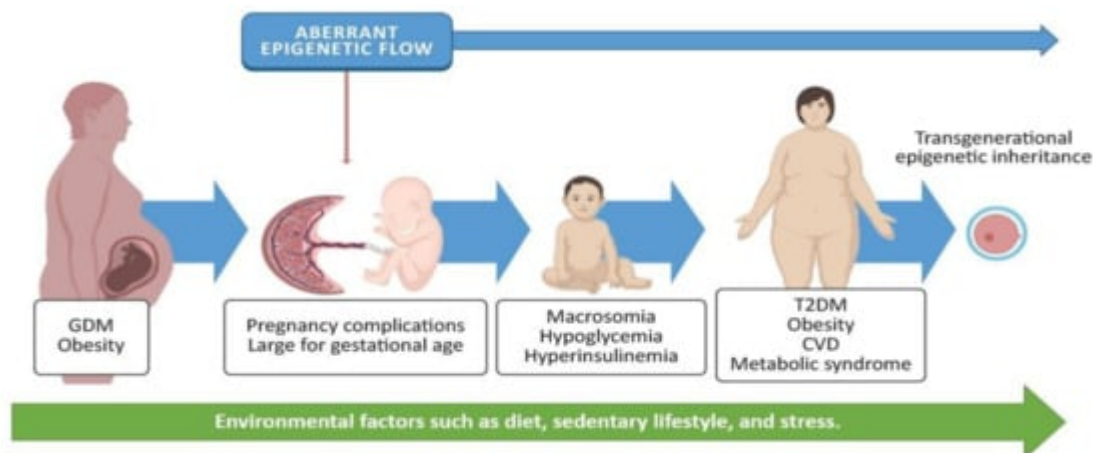 ABERRANT
EPIGENETIC FLOW
Transgenerational
epigenetic inheritance
GDM
Obesity
Pregnancy complications
Large for gestational age
Macrosomia
Hypoglycemia
Hyperinsulinemia
T2DM
Obesity
CVD
Metabolic syndrome
Environmental factors such as diet, sedentary lifestyle, and stress.